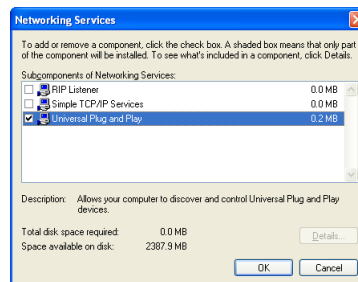 Networking Services
To add or remove a component, click the check box. A shaded box means that only part
of the component will be installed. To see what's included in a component, click Details.
Subcomponents of Networking Services:
RIP Listener 0.0 MB
Simple TCP/IP Services 0.0 MB
Universal Plug and Play 0.2 MB
Description: Allows your computer to discover and control Universal Plug and Play
devices.
Total disk space required: 0.0 MB
Space available on disk: 2387.9 MB
Details...
OK Cancel